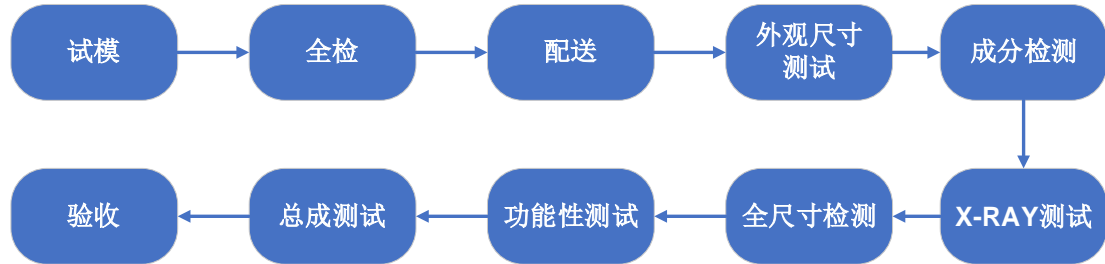 试模
全检
配送
外观尺寸
测试
成分检测
X-RAY测试
全尺寸检测
功能性测试
总成测试
验收